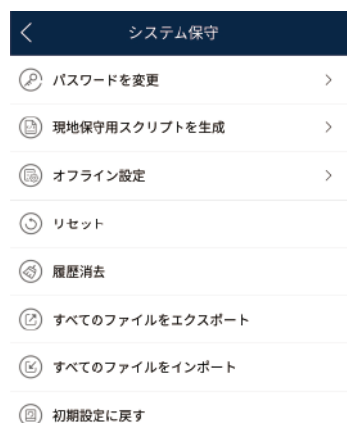 システム保守
パスワードを変更
現地保守用スクリプトを生成
オフライン設定
リセット
履歴消去
すべてのファイルをエクスポート
すべてのファイルをインポート
初期設定に戻す